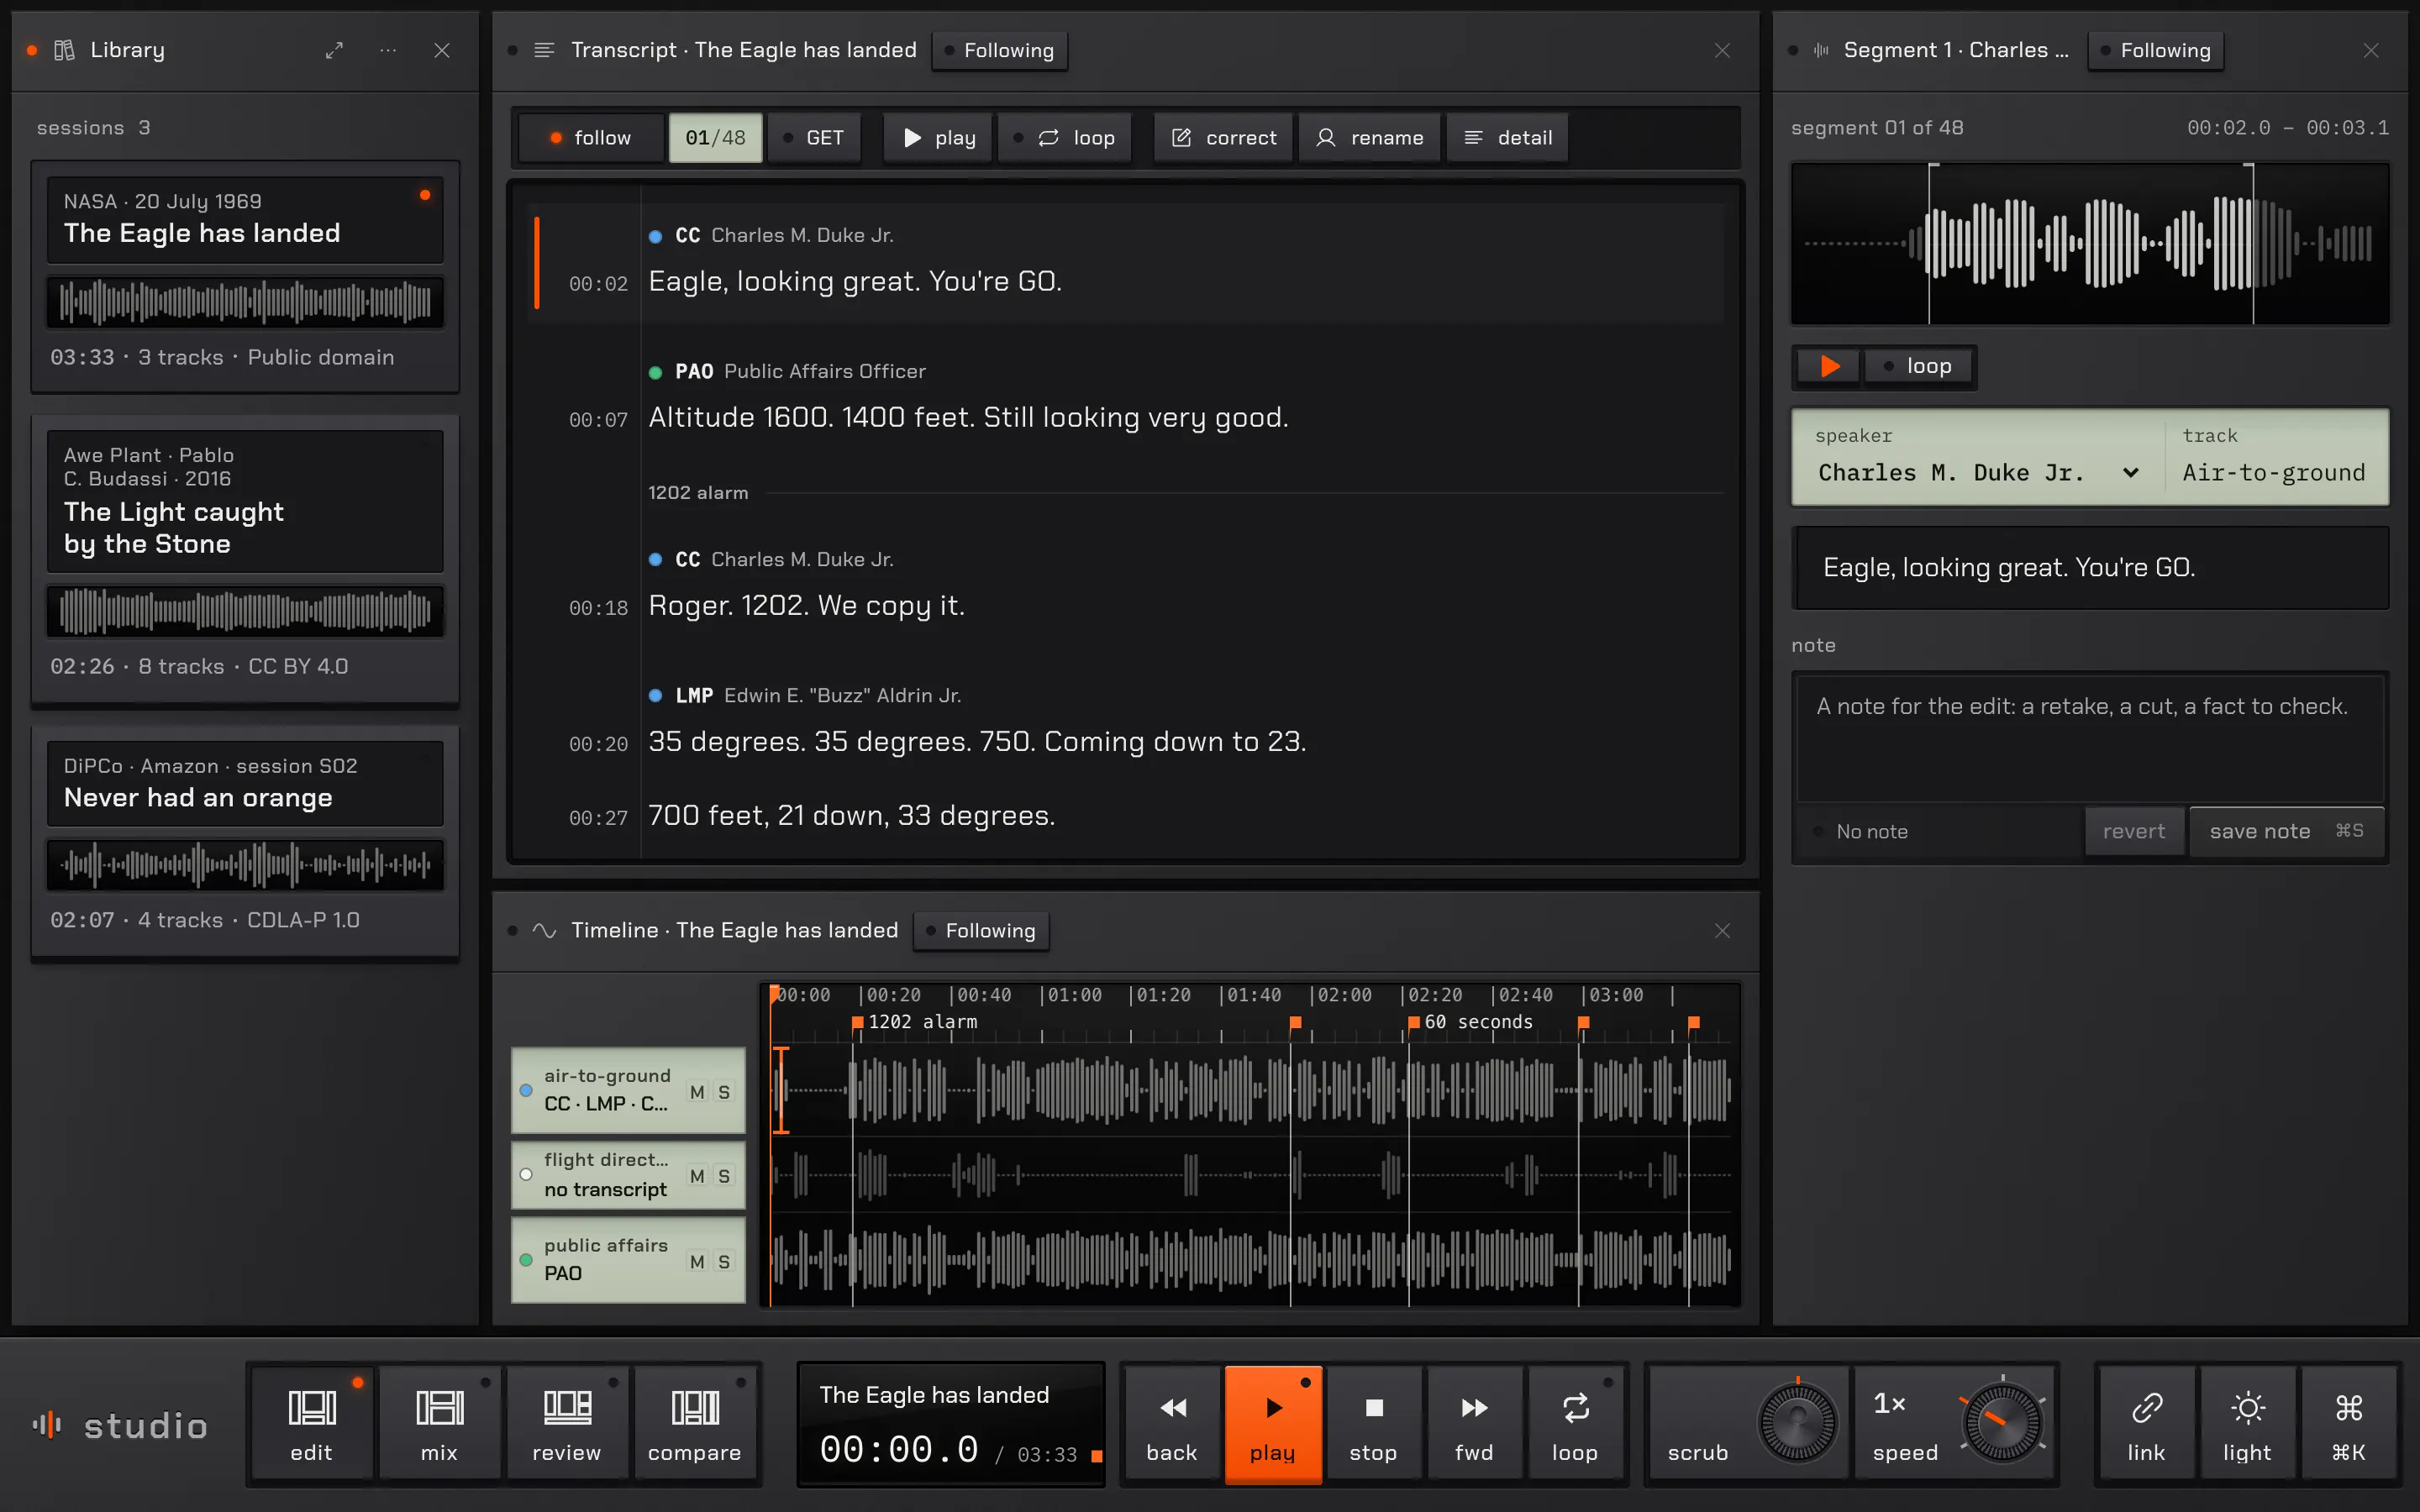 Library
sessions 3
NASA · 20 July 1969
The Eagle has landed
03:33 · 3 tracks · Public domain
Awe Plant · Pablo
C. Budassi · 2016
The Light caught
by the Stone
02:26 · 8 tracks · CC BY 4.0
DiPCo · Amazon · session S02
Never had an orange
02:07 · 4 tracks · CDLA-P 1.0
Transcript · The Eagle has landed Following
follow 01/48 GET play loop correct rename detail
CC Charles M. Duke Jr.
00:02 Eagle, looking great. You're GO.
PAO Public Affairs Officer
00:07 Altitude 1600. 1400 feet. Still looking very good.
1202 alarm
CC Charles M. Duke Jr.
00:18 Roger. 1202. We copy it.
LMP Edwin E. "Buzz" Aldrin Jr.
00:20 35 degrees. 35 degrees. 750. Coming down to 23.
00:27 700 feet, 21 down, 33 degrees.
Timeline · The Eagle has landed Following
00:00 00:20 00:40 01:00 01:20 01:40 02:00 02:20 02:40 03:00
1202 alarm 60 seconds
air-to-ground
CC · LMP · C... M S
flight direct...
no transcript M S
public affairs
PAO M S
Segment 1 · Charles ... Following
segment 01 of 48 00:02.0 – 00:03.1
loop
speaker track
Charles M. Duke Jr. Air-to-ground
Eagle, looking great. You're GO.
note
A note for the edit: a retake, a cut, a fact to check.
No note revert save note ⌘S
studio
edit mix review compare
The Eagle has landed
00:00.0 / 03:33
back play stop fwd loop
scrub
1×
speed
link light ⌘K